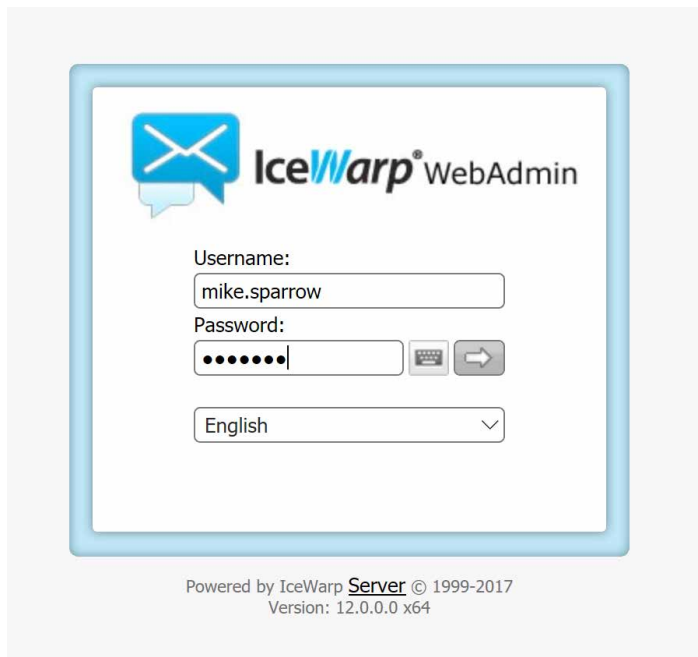 IceWarp® WebAdmin
Username:
mike.sparrow
Password:
•••••••
English
Powered by IceWarp Server © 1999-2017
Version: 12.0.0.0 x64